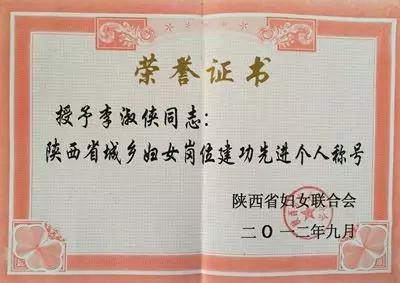 荣誉证书
授予李淑侠同志：
陕西省城乡妇女岗位建功先进个人称号
陕西省妇女联合会
二O一二年九月